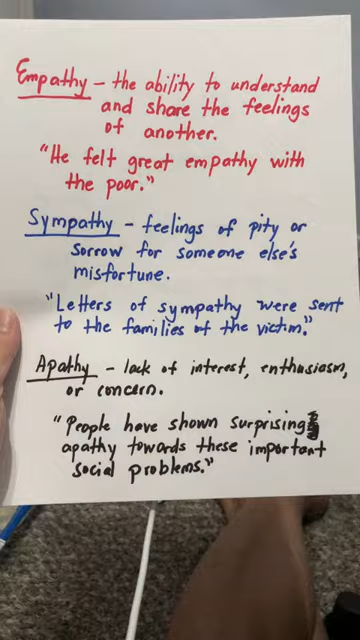 Empathy – the ability to understand
and share the feelings
of another.
"He felt great empathy with
the poor."
Sympathy – feelings of pity or
sorrow for someone else's
misfortune.
"Letters of sympathy were sent
to the families of the victim."
Apathy – lack of interest, enthusiasm,
or concern.
"People have shown surprising
apathy towards these important
social problems."